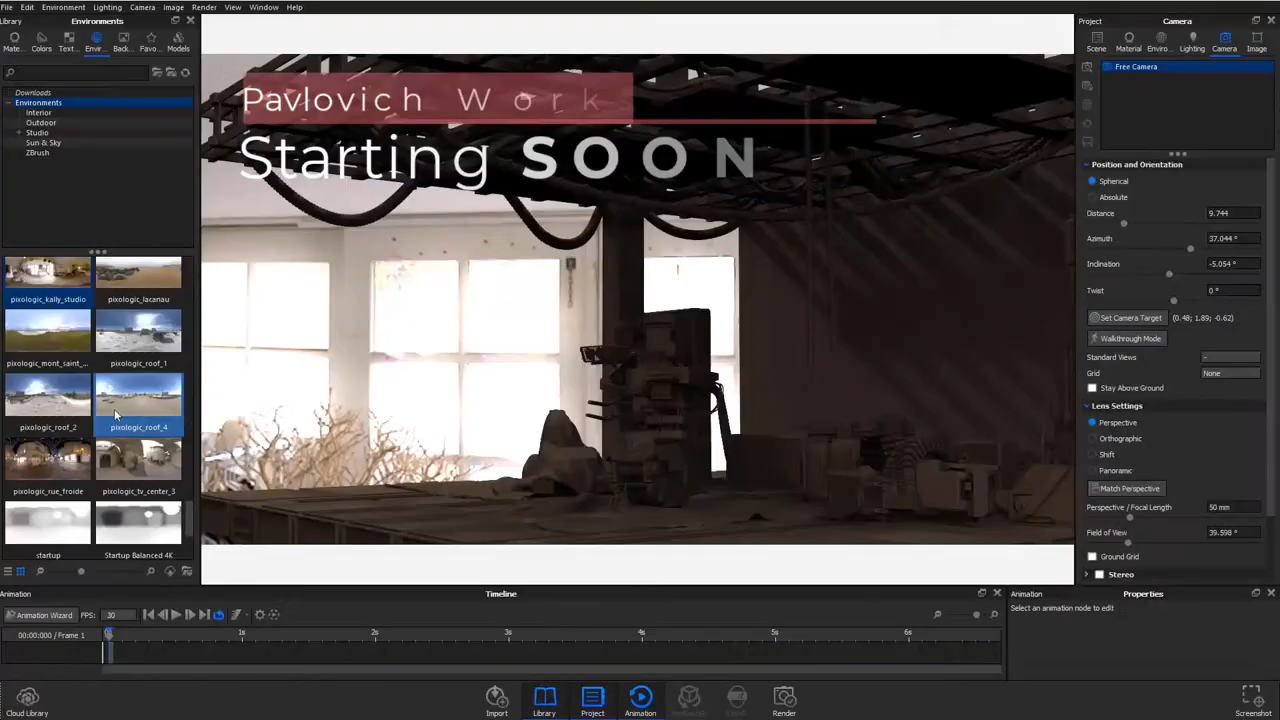 File Edit Environment Lighting Camera Image Render View Window Help
Library Environments
Mate... Colors Text... Envir... Back... Favo... Models
Downloads
Environments
Interior
Outdoor
Studio
Sun & Sky
ZBrush
pixologic_kally_studio pixologic_lacanau
pixologic_mont_saint_... pixologic_roof_1
pixologic_roof_2 pixologic_roof_4
pixologic_rue_froide pixologic_tv_center_3
startup Startup Balanced 4K
Pavlovich Work
Starting SOON
Project Camera
Scene Material Enviro... Lighting Camera Image
Free Camera
Position and Orientation
Spherical
Absolute
Distance 9.744
Azimuth 37.044 °
Inclination -5.054 °
Twist 0 °
Set Camera Target (0.48; 1.89; -0.62)
Walkthrough Mode
Standard Views -
Grid None
Stay Above Ground
Lens Settings
Perspective
Orthographic
Shift
Panoramic
Match Perspective
Perspective / Focal Length 50 mm
Field of View 39.598 °
Ground Grid
Stereo
Animation Timeline
Animation Wizard FPS: 30
00:00:000 / Frame 1 1s 2s 3s 4s 5s 6s
Animation Properties
Select an animation node to edit
Cloud Library Import Library Project Animation Render Screenshot